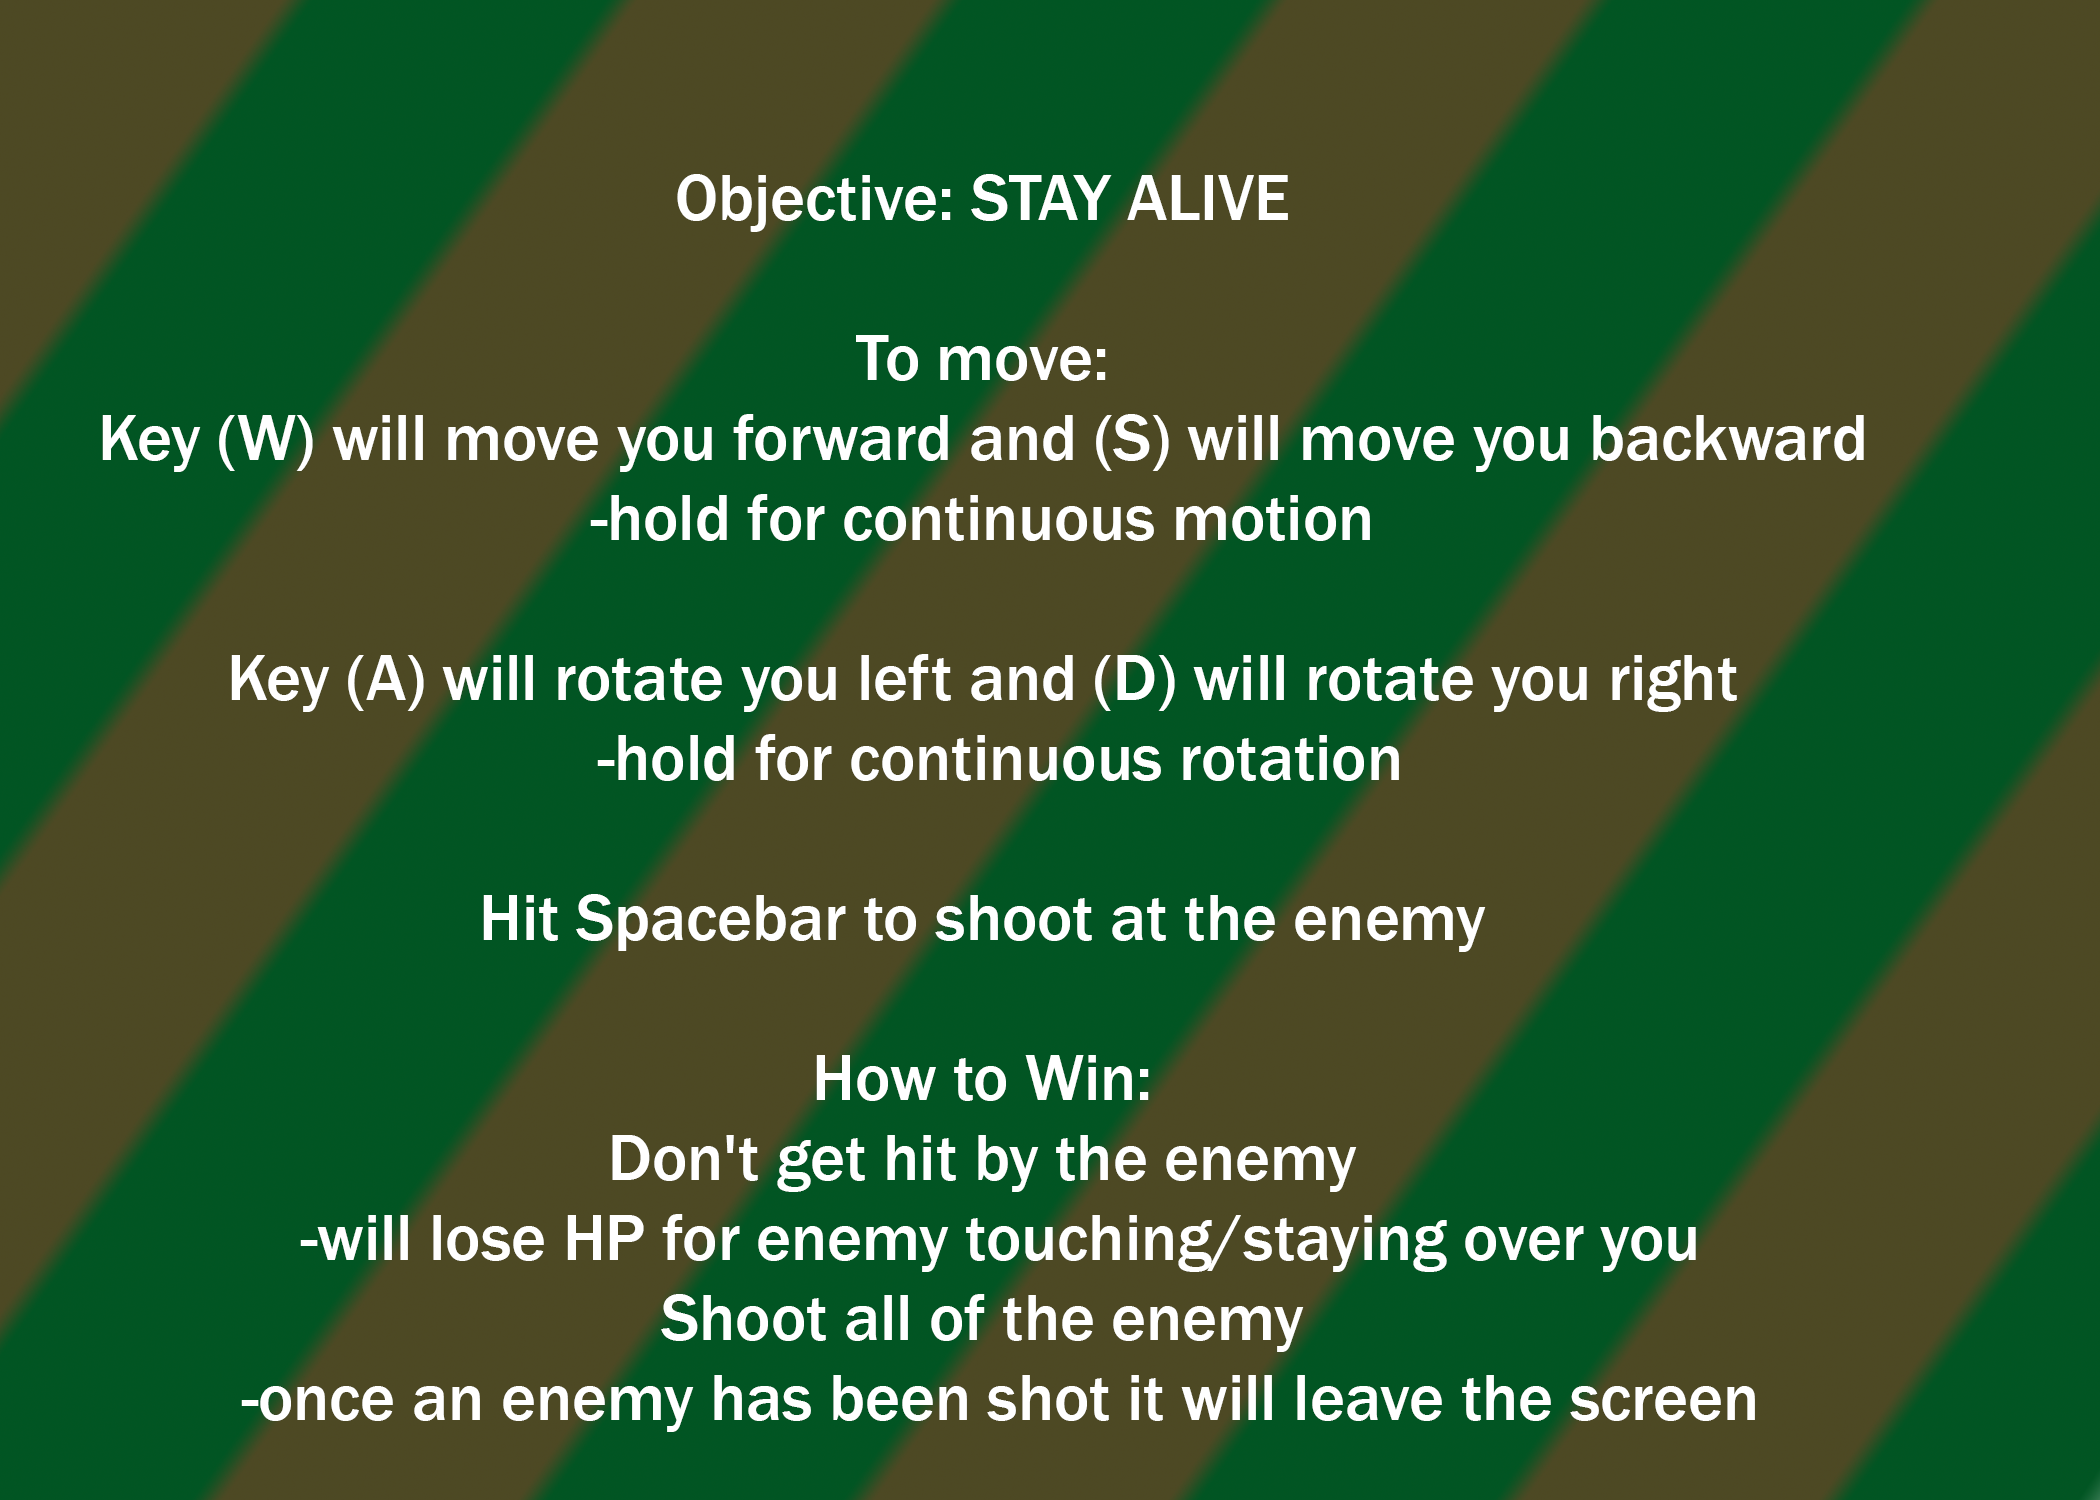 Objective: STAY ALIVE
To move:
Key (W) will move you forward and (S) will move you backward
-hold for continuous motion
Key (A) will rotate you left and (D) will rotate you right
-hold for continuous rotation
Hit Spacebar to shoot at the enemy
How to Win:
Don't get hit by the enemy
-will lose HP for enemy touching/staying over you
Shoot all of the enemy
-once an enemy has been shot it will leave the screen